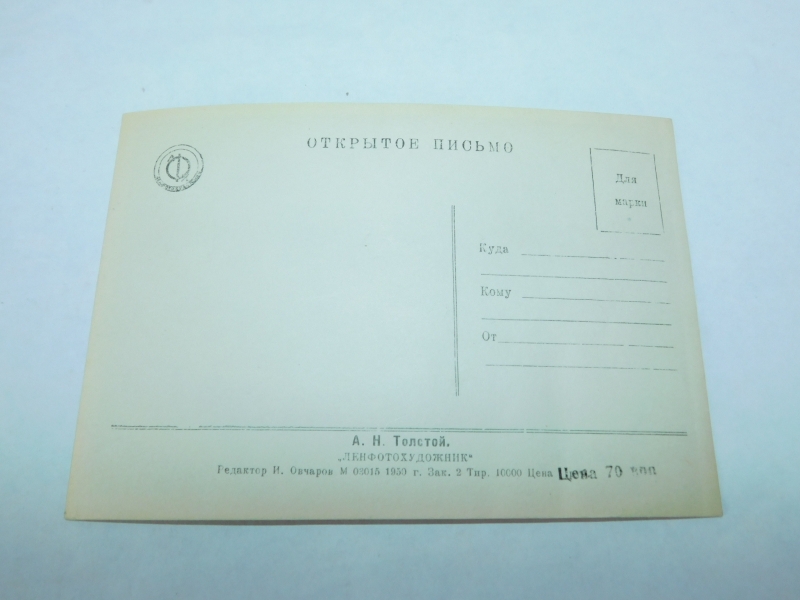 ОТКРЫТОЕ ПИСЬМО
Для
марки
Куда
Кому
От
А. Н. Толстой.
„ЛЕНФОТОХУДОЖНИК“
Редактор И. Овчаров М 03015 1950 г. Зак. 2 Тир. 10000 Цена Цена 70 коп